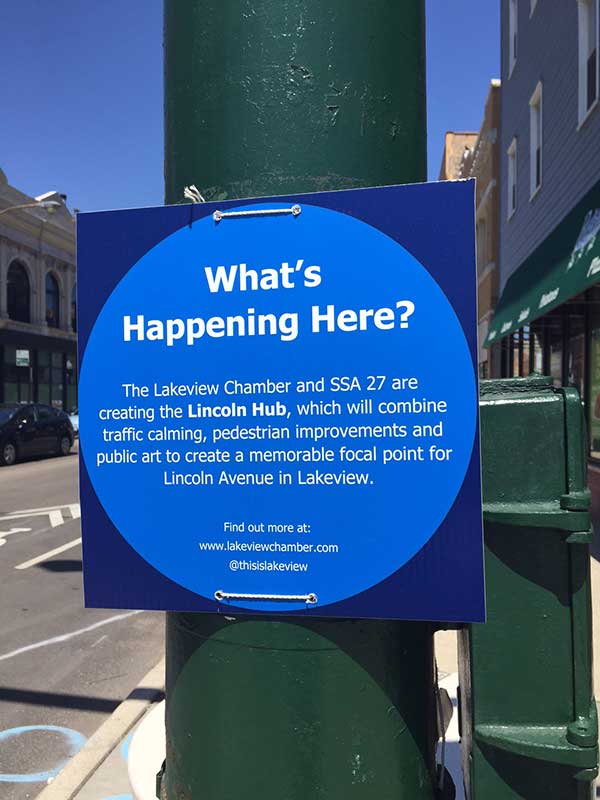 What's
Happening Here?
The Lakeview Chamber and SSA 27 are
creating the Lincoln Hub, which will combine
traffic calming, pedestrian improvements and
public art to create a memorable focal point for
Lincoln Avenue in Lakeview.
Find out more at:
www.lakeviewchamber.com
@thisislakeview